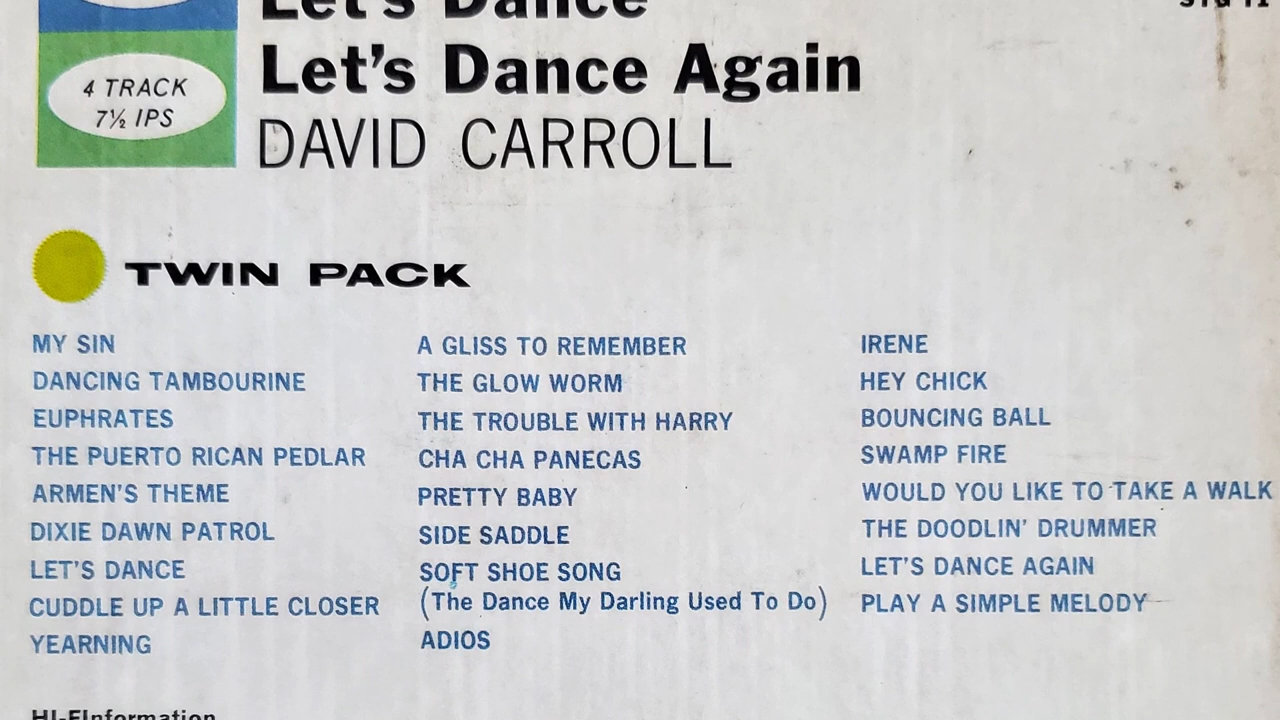 Let's Dance
Let's Dance Again
DAVID CARROLL
4 TRACK
7½ IPS
TWIN PACK
MY SIN
DANCING TAMBOURINE
EUPHRATES
THE PUERTO RICAN PEDLAR
ARMEN'S THEME
DIXIE DAWN PATROL
LET'S DANCE
CUDDLE UP A LITTLE CLOSER
YEARNING
A GLISS TO REMEMBER
THE GLOW WORM
THE TROUBLE WITH HARRY
CHA CHA PANECAS
PRETTY BABY
SIDE SADDLE
SOFT SHOE SONG
(The Dance My Darling Used To Do)
ADIOS
IRENE
HEY CHICK
BOUNCING BALL
SWAMP FIRE
WOULD YOU LIKE TO TAKE A WALK
THE DOODLIN' DRUMMER
LET'S DANCE AGAIN
PLAY A SIMPLE MELODY
HI-FInformation